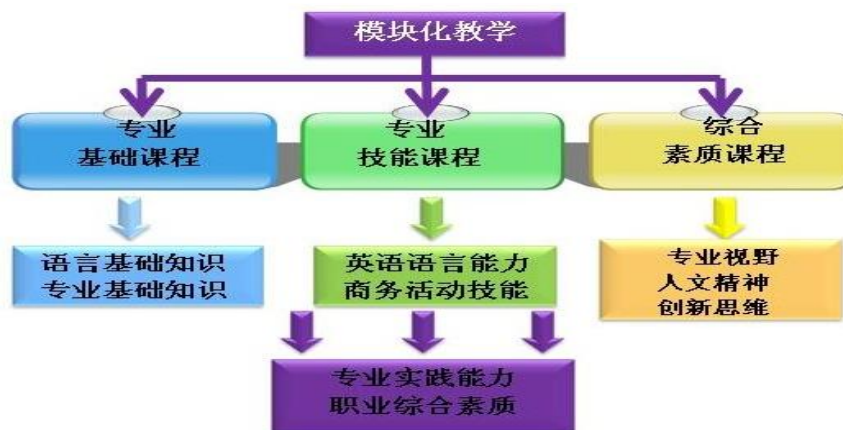 模块化教学
专业
基础课程
专业
技能课程
综合
素质课程
语言基础知识
专业基础知识
英语语言能力
商务活动技能
专业视野
人文精神
创新思维
专业实践能力
职业综合素质